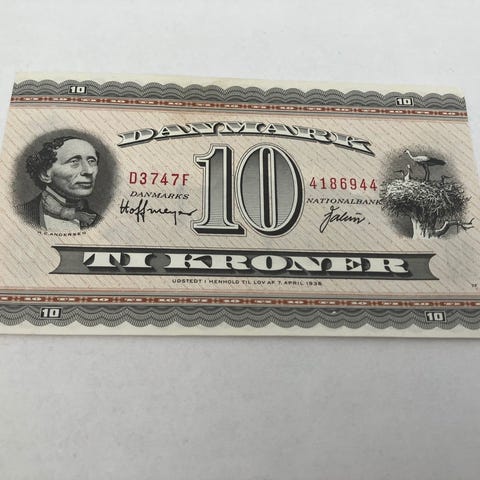 10 10
DANMARK
D3747F 10 4186944
DANMARKS NATIONALBANK
Hoffmeyer
H.C. ANDERSEN
TI KRONER
UDSTEDT I HENHOLD TIL LOV AF 7. APRIL 1936
10 10